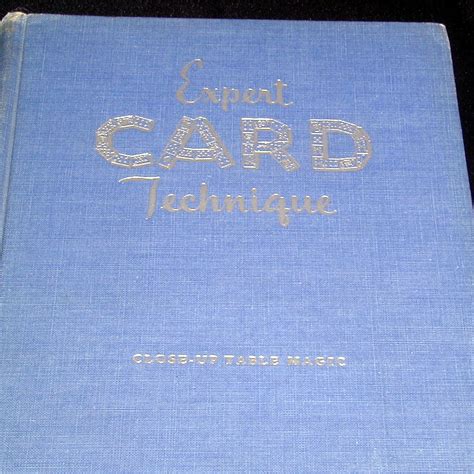 Expert
CARD
Technique
CLOSE-UP TABLE MAGIC